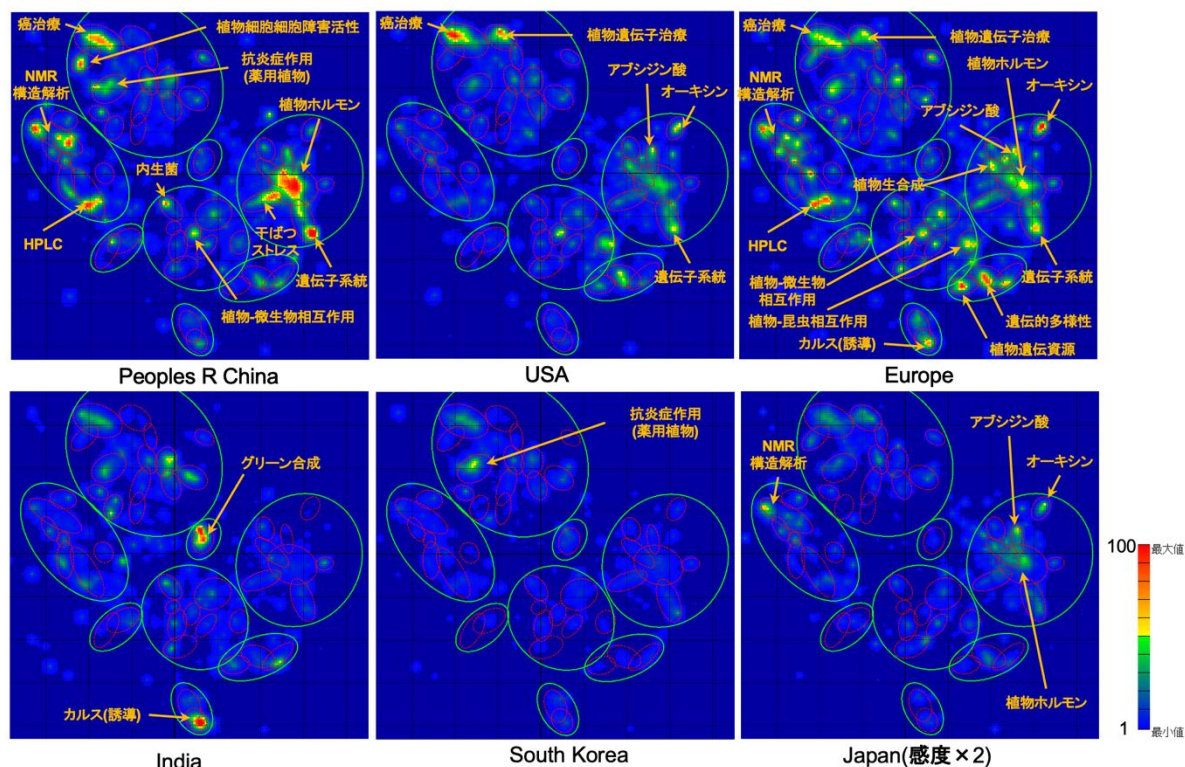 癌治療
植物細胞細胞障害活性
抗炎症作用
(薬用植物)
NMR
構造解析
植物ホルモン
内生菌
HPLC
干ばつ
ストレス
遺伝子系統
植物-微生物相互作用
Peoples R China
癌治療
植物遺伝子治療
アブシジン酸
オーキシン
遺伝子系統
USA
癌治療
植物遺伝子治療
植物ホルモン
NMR
構造解析
オーキシン
アブシジン酸
植物生合成
HPLC
遺伝子系統
植物-微生物
相互作用
植物-昆虫相互作用
遺伝的多様性
カルス(誘導)
植物遺伝資源
Europe
グリーン合成
カルス(誘導)
India
抗炎症作用
(薬用植物)
South Korea
アブシジン酸
NMR
構造解析
オーキシン
植物ホルモン
Japan(感度×2)
100 最大値
1 最小値